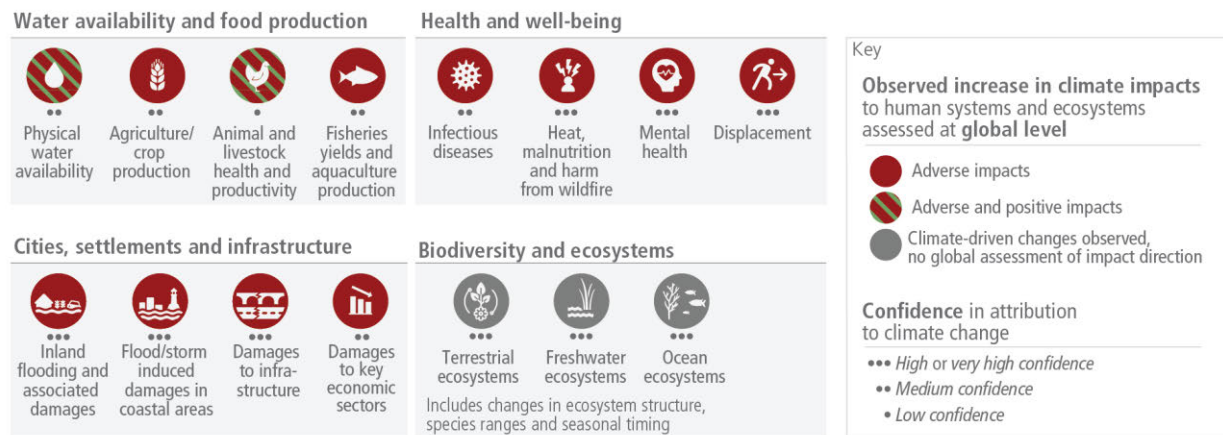 Water availability and food production
Physical
water
availability
Agriculture/
crop
production
Animal and
livestock
health and
productivity
Fisheries
yields and
aquaculture
production
Health and well-being
Infectious
diseases
Heat,
malnutrition
and harm
from wildfire
Mental
health
Displacement
Cities, settlements and infrastructure
Inland
flooding and
associated
damages
Flood/storm
induced
damages in
coastal areas
Damages
to infra-
structure
Damages
to key
economic
sectors
Biodiversity and ecosystems
Terrestrial
ecosystems
Freshwater
ecosystems
Ocean
ecosystems
Includes changes in ecosystem structure,
species ranges and seasonal timing
Key
Observed increase in climate impacts
to human systems and ecosystems
assessed at global level
Adverse impacts
Adverse and positive impacts
Climate-driven changes observed,
no global assessment of impact direction
Confidence in attribution
to climate change
••• High or very high confidence
•• Medium confidence
• Low confidence